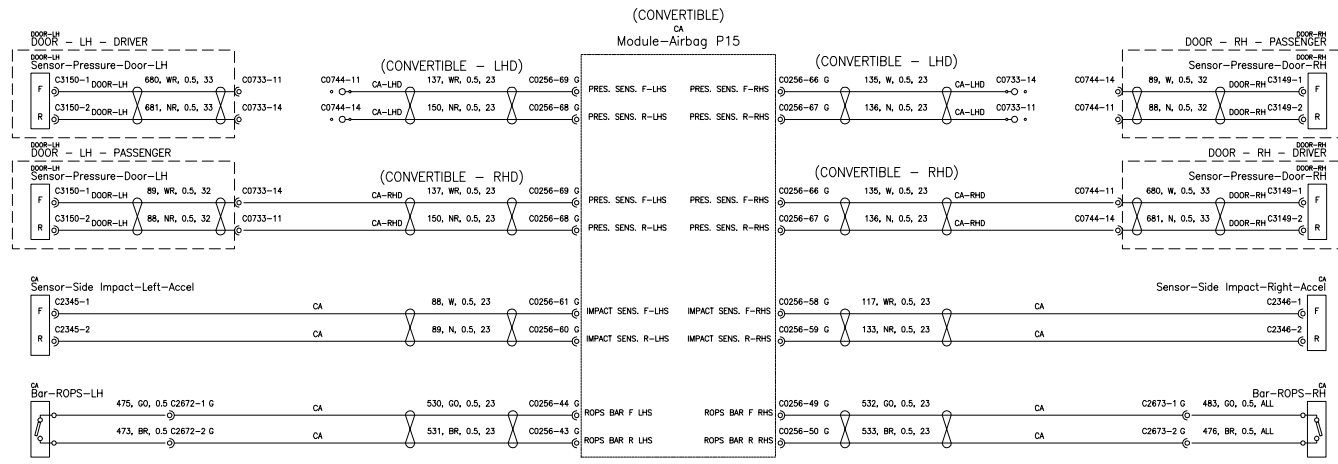 (CONVERTIBLE)
CA
Module-Airbag P15
DOOR-LH
DOOR - LH - DRIVER
DOOR-LH
Sensor-Pressure-Door-LH
F
C3150-1
DOOR-LH
680, WR, 0.5, 33
C0733-11
R
C3150-2
DOOR-LH
681, NR, 0.5, 33
C0733-14
(CONVERTIBLE - LHD)
C0744-11
CA-LHD
137, WR, 0.5, 23
C0256-69 G
PRES. SENS. F-LHS
C0744-14
CA-LHD
150, NR, 0.5, 23
C0256-68 G
PRES. SENS. R-LHS
(CONVERTIBLE - LHD)
PRES. SENS. F-RHS
C0256-66 G
135, W, 0.5, 23
CA-LHD
C0733-14
PRES. SENS. R-RHS
C0256-67 G
136, N, 0.5, 23
CA-LHD
C0733-11
DOOR-RH
DOOR - RH - PASSENGER
DOOR-RH
Sensor-Pressure-Door-RH
C0744-14
89, W, 0.5, 32
DOOR-RH
C3149-1
F
C0744-11
88, N, 0.5, 32
DOOR-RH
C3149-2
R
DOOR-LH
DOOR - LH - PASSENGER
DOOR-LH
Sensor-Pressure-Door-LH
F
C3150-1
DOOR-LH
89, WR, 0.5, 32
C0733-14
R
C3150-2
DOOR-LH
88, NR, 0.5, 32
C0733-11
(CONVERTIBLE - RHD)
CA-RHD
137, WR, 0.5, 23
C0256-69 G
PRES. SENS. F-LHS
CA-RHD
150, NR, 0.5, 23
C0256-68 G
PRES. SENS. R-LHS
(CONVERTIBLE - RHD)
PRES. SENS. F-RHS
C0256-66 G
135, W, 0.5, 23
CA-RHD
PRES. SENS. R-RHS
C0256-67 G
136, N, 0.5, 23
CA-RHD
DOOR-RH
DOOR - RH - DRIVER
DOOR-RH
Sensor-Pressure-Door-RH
C0744-11
680, W, 0.5, 33
DOOR-RH
C3149-1
F
C0744-14
681, N, 0.5, 33
DOOR-RH
C3149-2
R
CA
Sensor-Side Impact-Left-Accel
F
C2345-1
CA
88, W, 0.5, 23
C0256-61 G
IMPACT SENS. F-LHS
R
C2345-2
CA
89, N, 0.5, 23
C0256-60 G
IMPACT SENS. R-LHS
CA
Sensor-Side Impact-Right-Accel
IMPACT SENS. F-RHS
C0256-58 G
117, WR, 0.5, 23
CA
C2346-1
F
IMPACT SENS. R-RHS
C0256-59 G
133, NR, 0.5, 23
CA
C2346-2
R
CA
Bar-ROPS-LH
475, GO, 0.5
C2672-1 G
CA
530, GO, 0.5, 23
C0256-44 G
ROPS BAR F LHS
473, BR, 0.5
C2672-2 G
CA
531, BR, 0.5, 23
C0256-43 G
ROPS BAR R LHS
CA
Bar-ROPS-RH
ROPS BAR F RHS
C0256-49 G
532, GO, 0.5, 23
CA
C2673-1 G
483, GO, 0.5, ALL
ROPS BAR R RHS
C0256-50 G
533, BR, 0.5, 23
CA
C2673-2 G
476, BR, 0.5, ALL